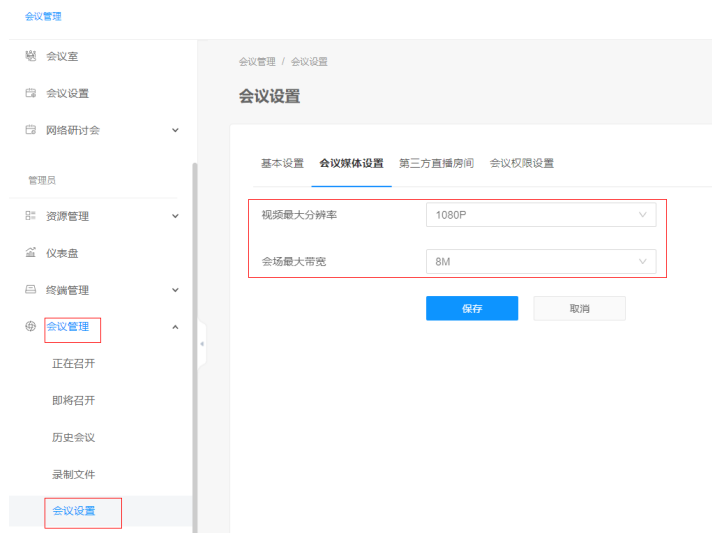 会议管理
会议室
会议设置
网络研讨会
管理员
资源管理
仪表盘
终端管理
会议管理
正在召开
即将召开
历史会议
录制文件
会议设置
会议管理 / 会议设置
会议设置
基本设置 会议媒体设置 第三方直播房间 会议权限设置
视频最大分辨率 1080P
会场最大带宽 8M
保存 取消